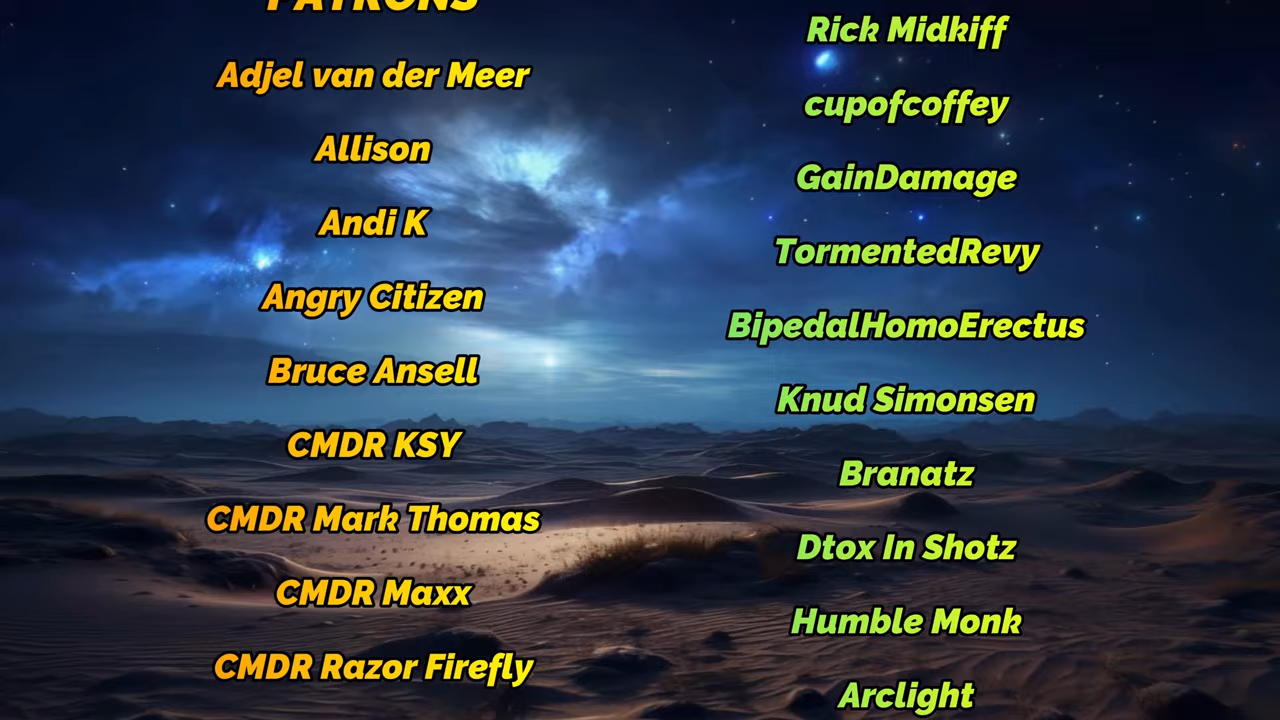 PATRONS
Adjel van der Meer
Allison
Andi K
Angry Citizen
Bruce Ansell
CMDR KSY
CMDR Mark Thomas
CMDR Maxx
CMDR Razor Firefly
Rick Midkiff
cupofcoffey
GainDamage
TormentedRevy
BipedalHomoErectus
Knud Simonsen
Branatz
Dtox In Shotz
Humble Monk
Arclight